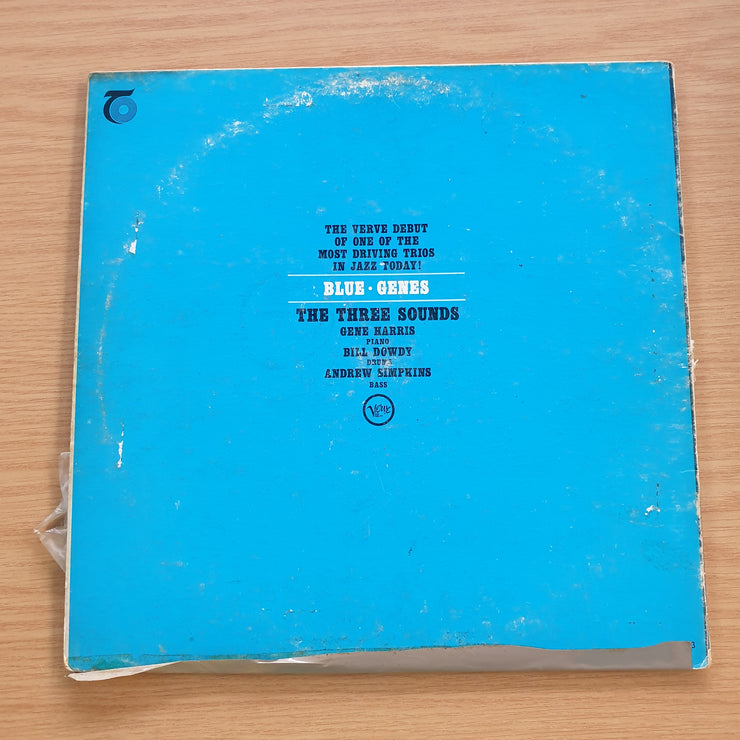 THE VERVE DEBUT
OF ONE OF THE
MOST DRIVING TRIOS
IN JAZZ TODAY!
BLUE · GENES
THE THREE SOUNDS
GENE HARRIS
PIANO
BILL DOWDY
DRUMS
ANDREW SIMPKINS
BASS
Verve